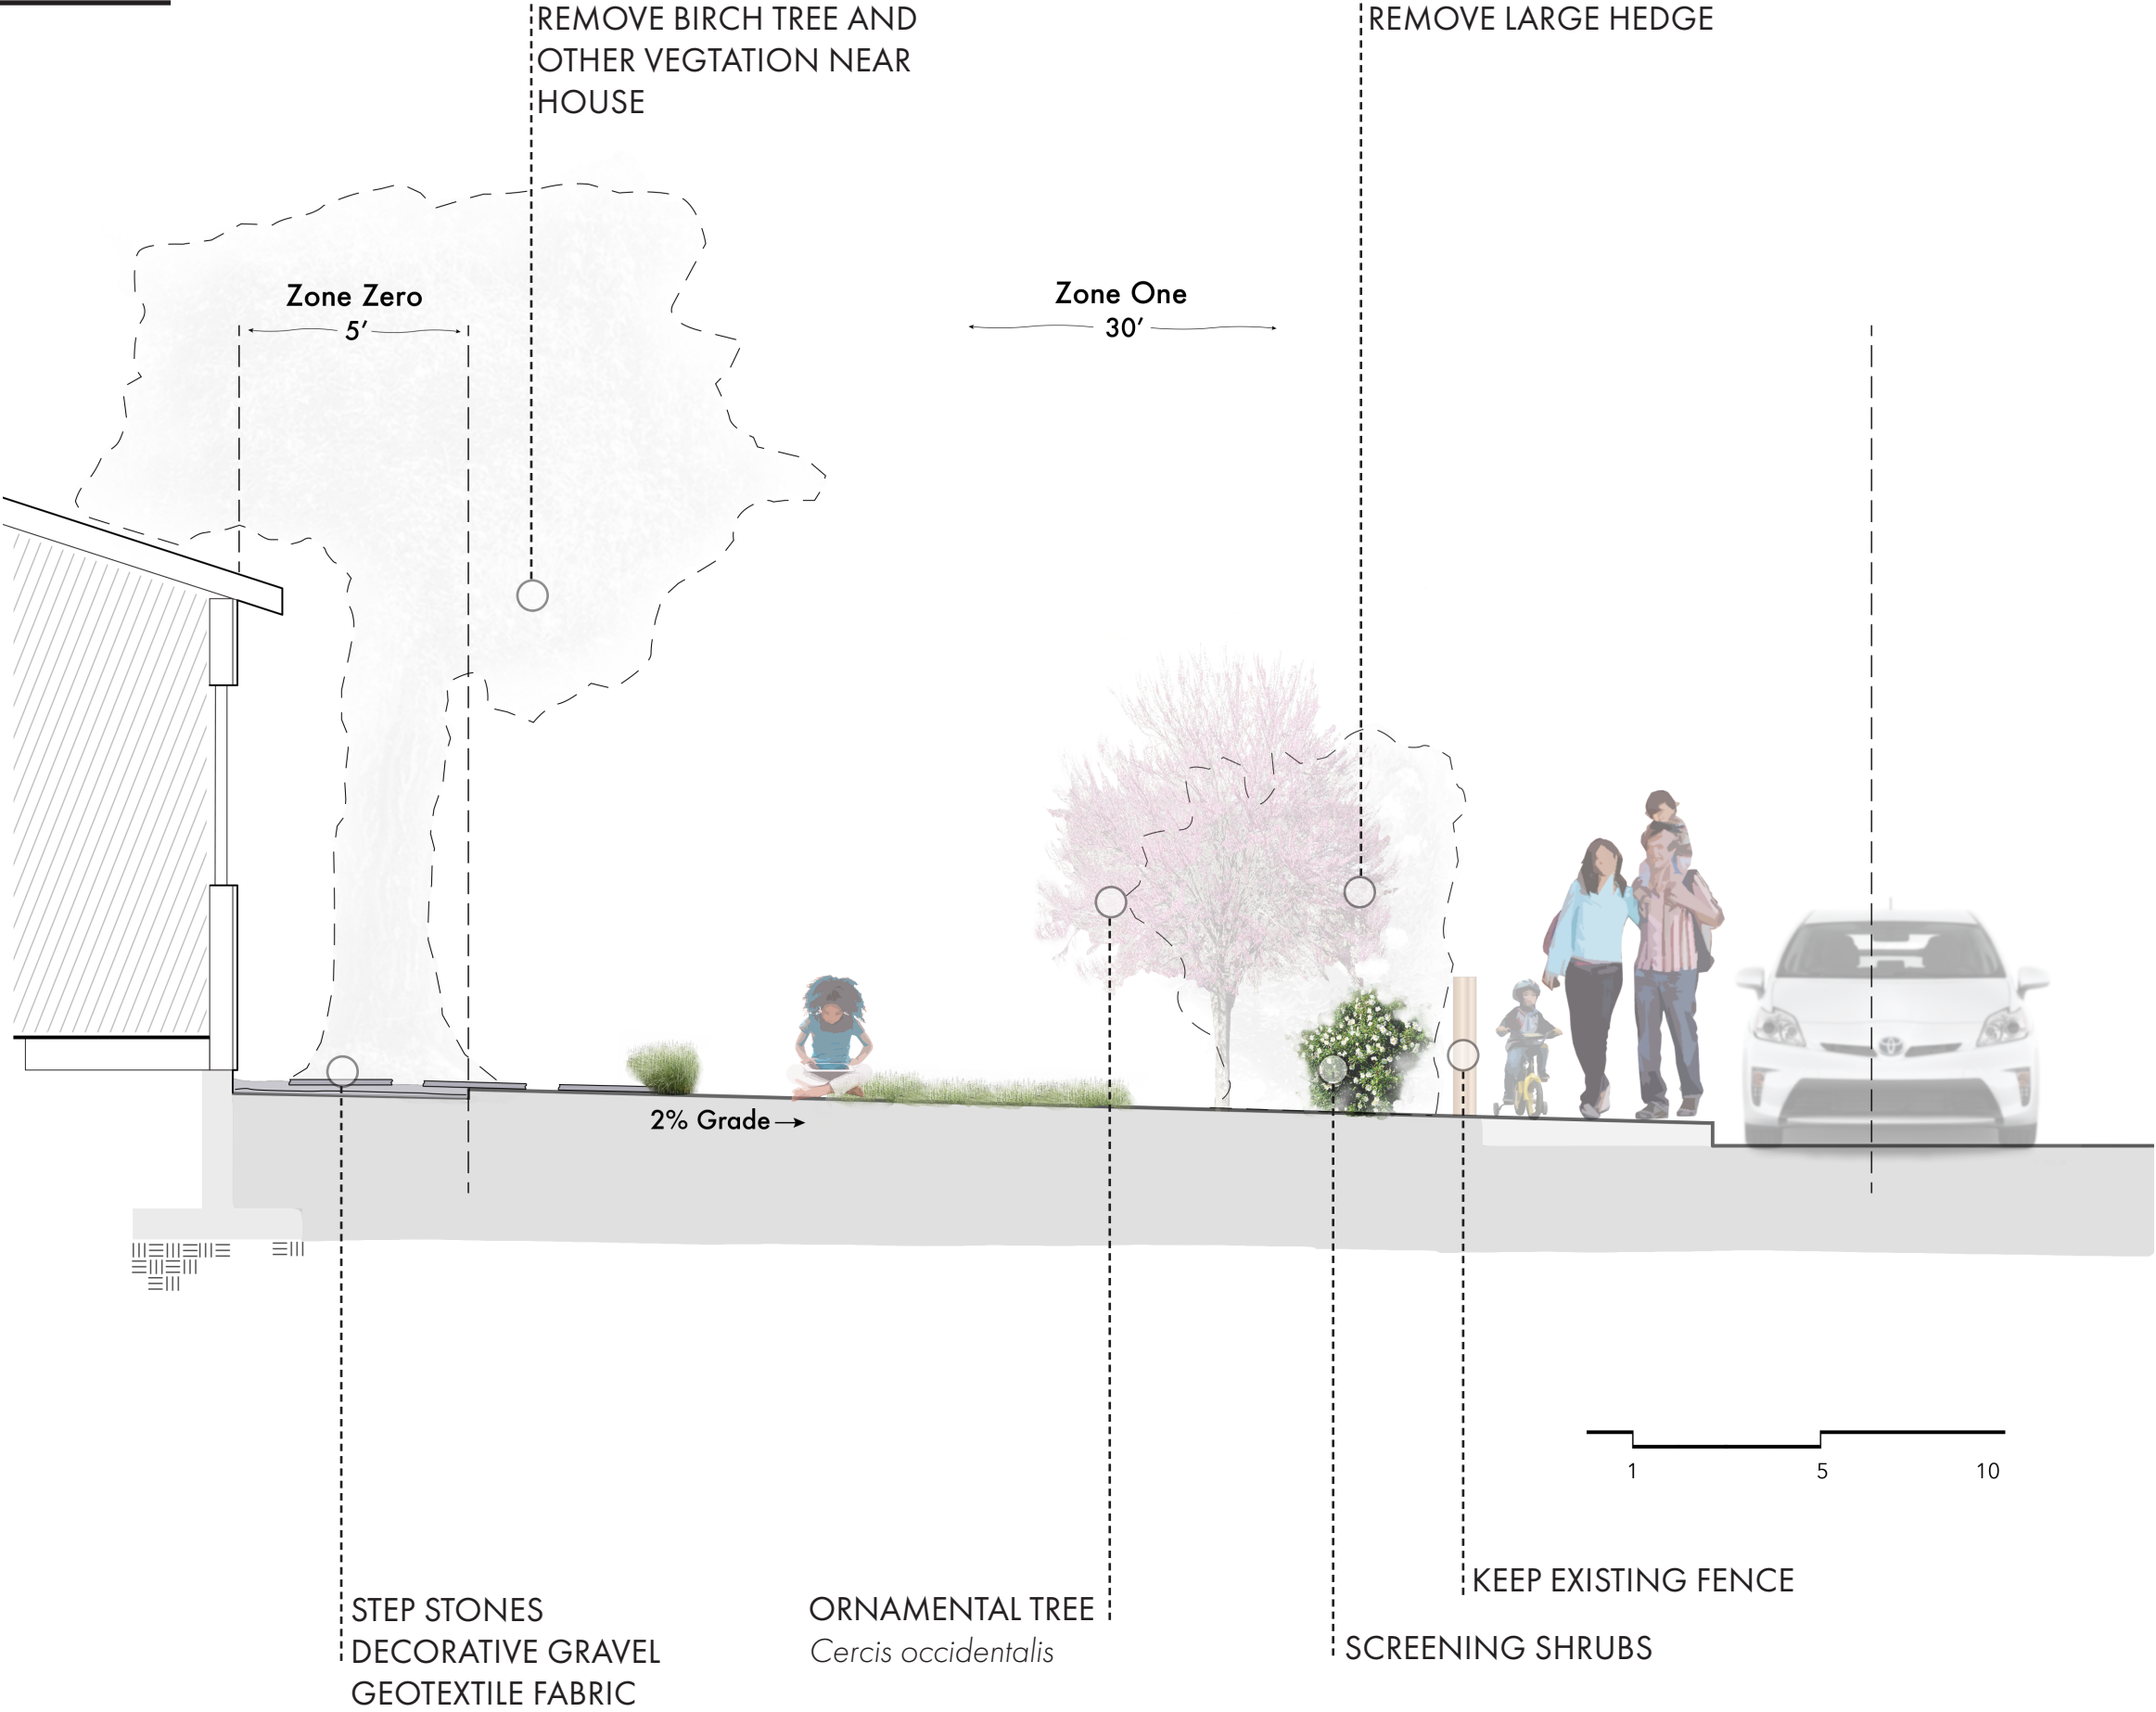 REMOVE BIRCH TREE AND
OTHER VEGTATION NEAR
HOUSE
REMOVE LARGE HEDGE
Zone Zero
5’
Zone One
30’
2% Grade
1 5 10
KEEP EXISTING FENCE
STEP STONES
DECORATIVE GRAVEL
GEOTEXTILE FABRIC
ORNAMENTAL TREE
Cercis occidentalis
SCREENING SHRUBS